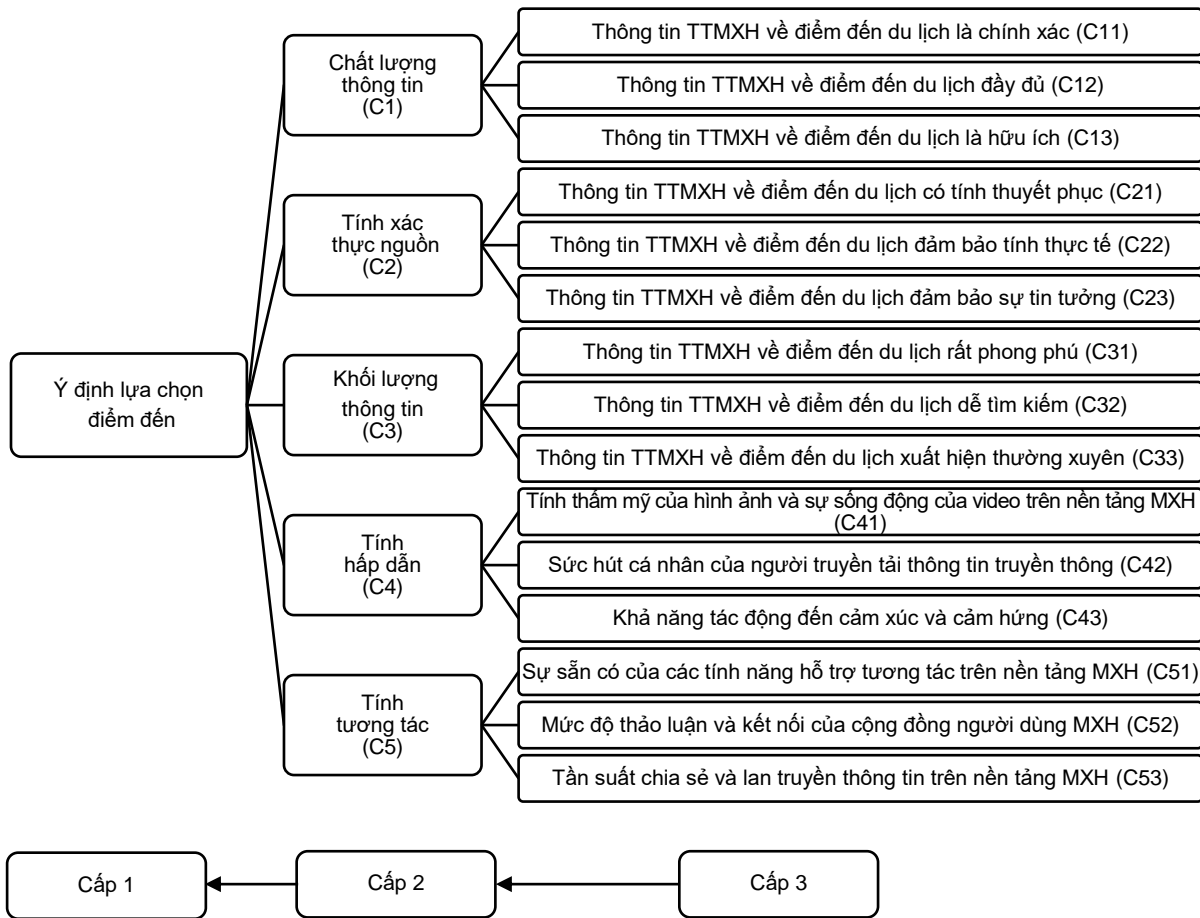 Ý định lựa chọn
điểm đến
Chất lượng
thông tin
(C1)
Thông tin TTMXH về điểm đến du lịch là chính xác (C11)
Thông tin TTMXH về điểm đến du lịch đầy đủ (C12)
Thông tin TTMXH về điểm đến du lịch là hữu ích (C13)
Tính xác
thực nguồn
(C2)
Thông tin TTMXH về điểm đến du lịch có tính thuyết phục (C21)
Thông tin TTMXH về điểm đến du lịch đảm bảo tính thực tế (C22)
Thông tin TTMXH về điểm đến du lịch đảm bảo sự tin tưởng (C23)
Khối lượng
thông tin
(C3)
Thông tin TTMXH về điểm đến du lịch rất phong phú (C31)
Thông tin TTMXH về điểm đến du lịch dễ tìm kiếm (C32)
Thông tin TTMXH về điểm đến du lịch xuất hiện thường xuyên (C33)
Tính
hấp dẫn
(C4)
Tính thấm mỹ của hình ảnh và sự sống động của video trên nền tảng MXH
(C41)
Sức hút cá nhân của người truyền tải thông tin truyền thông (C42)
Khả năng tác động đến cảm xúc và cảm hứng (C43)
Tính
tương tác
(C5)
Sự sẵn có của các tính năng hỗ trợ tương tác trên nền tảng MXH (C51)
Mức độ thảo luận và kết nối của cộng đồng người dùng MXH (C52)
Tần suất chia sẻ và lan truyền thông tin trên nền tảng MXH (C53)
Cấp 1
Cấp 2
Cấp 3